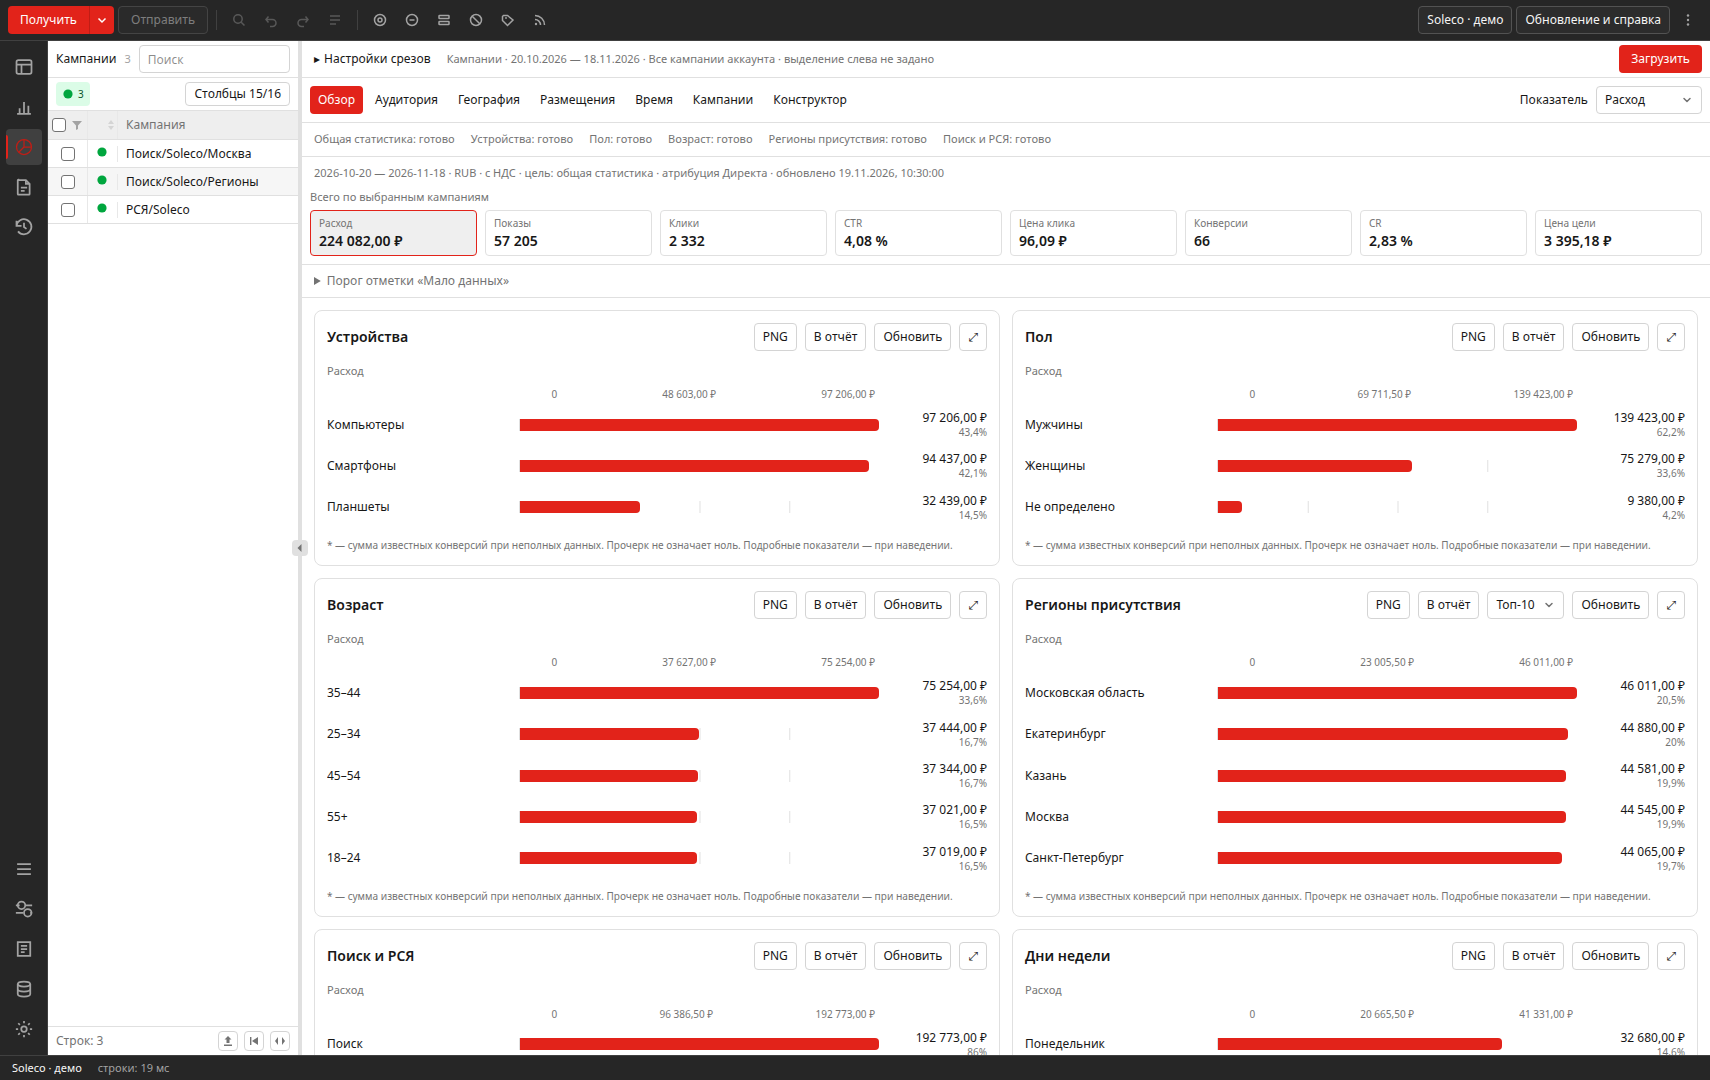 Получить Отправить Soleco · демо Обновление и справка
Кампании 3 Поиск
3 Столбцы 15/16
Кампания
Поиск/Soleco/Москва
Поиск/Soleco/Регионы
РСЯ/Soleco
Строк: 3
▸ Настройки срезов Кампании · 20.10.2026 — 18.11.2026 · Все кампании аккаунта · выделение слева не задано Загрузить
Обзор Аудитория География Размещения Время Кампании Конструктор Показатель Расход
Общая статистика: готово Устройства: готово Пол: готово Возраст: готово Регионы присутствия: готово Поиск и РСЯ: готово
2026-10-20 — 2026-11-18 · RUB · с НДС · цель: общая статистика · атрибуция Директа · обновлено 19.11.2026, 10:30:00
Всего по выбранным кампаниям
Расход Показы Клики CTR Цена клика Конверсии CR Цена цели
224 082,00 ₽ 57 205 2 332 4,08 % 96,09 ₽ 66 2,83 % 3 395,18 ₽
▶ Порог отметки «Мало данных»
Устройства PNG В отчёт Обновить
Расход
0 48 603,00 ₽ 97 206,00 ₽
Компьютеры 97 206,00 ₽
43,4%
Смартфоны 94 437,00 ₽
42,1%
Планшеты 32 439,00 ₽
14,5%
* — сумма известных конверсий при неполных данных. Прочерк не означает ноль. Подробные показатели — при наведении.
Пол PNG В отчёт Обновить
Расход
0 69 711,50 ₽ 139 423,00 ₽
Мужчины 139 423,00 ₽
62,2%
Женщины 75 279,00 ₽
33,6%
Не определено 9 380,00 ₽
4,2%
* — сумма известных конверсий при неполных данных. Прочерк не означает ноль. Подробные показатели — при наведении.
Возраст PNG В отчёт Обновить
Расход
0 37 627,00 ₽ 75 254,00 ₽
35–44 75 254,00 ₽
33,6%
25–34 37 444,00 ₽
16,7%
45–54 37 344,00 ₽
16,7%
55+ 37 021,00 ₽
16,5%
18–24 37 019,00 ₽
16,5%
* — сумма известных конверсий при неполных данных. Прочерк не означает ноль. Подробные показатели — при наведении.
Регионы присутствия PNG В отчёт Топ-10 Обновить
Расход
0 23 005,50 ₽ 46 011,00 ₽
Московская область 46 011,00 ₽
20,5%
Екатеринбург 44 880,00 ₽
20%
Казань 44 581,00 ₽
19,9%
Москва 44 545,00 ₽
19,9%
Санкт-Петербург 44 065,00 ₽
19,7%
* — сумма известных конверсий при неполных данных. Прочерк не означает ноль. Подробные показатели — при наведении.
Поиск и РСЯ PNG В отчёт Обновить
Расход
0 96 386,50 ₽ 192 773,00 ₽
Поиск 192 773,00 ₽
86%
Дни недели PNG В отчёт Обновить
Расход
0 20 665,50 ₽ 41 331,00 ₽
Понедельник 32 680,00 ₽
14,6%
Soleco · демо строки: 19 мс